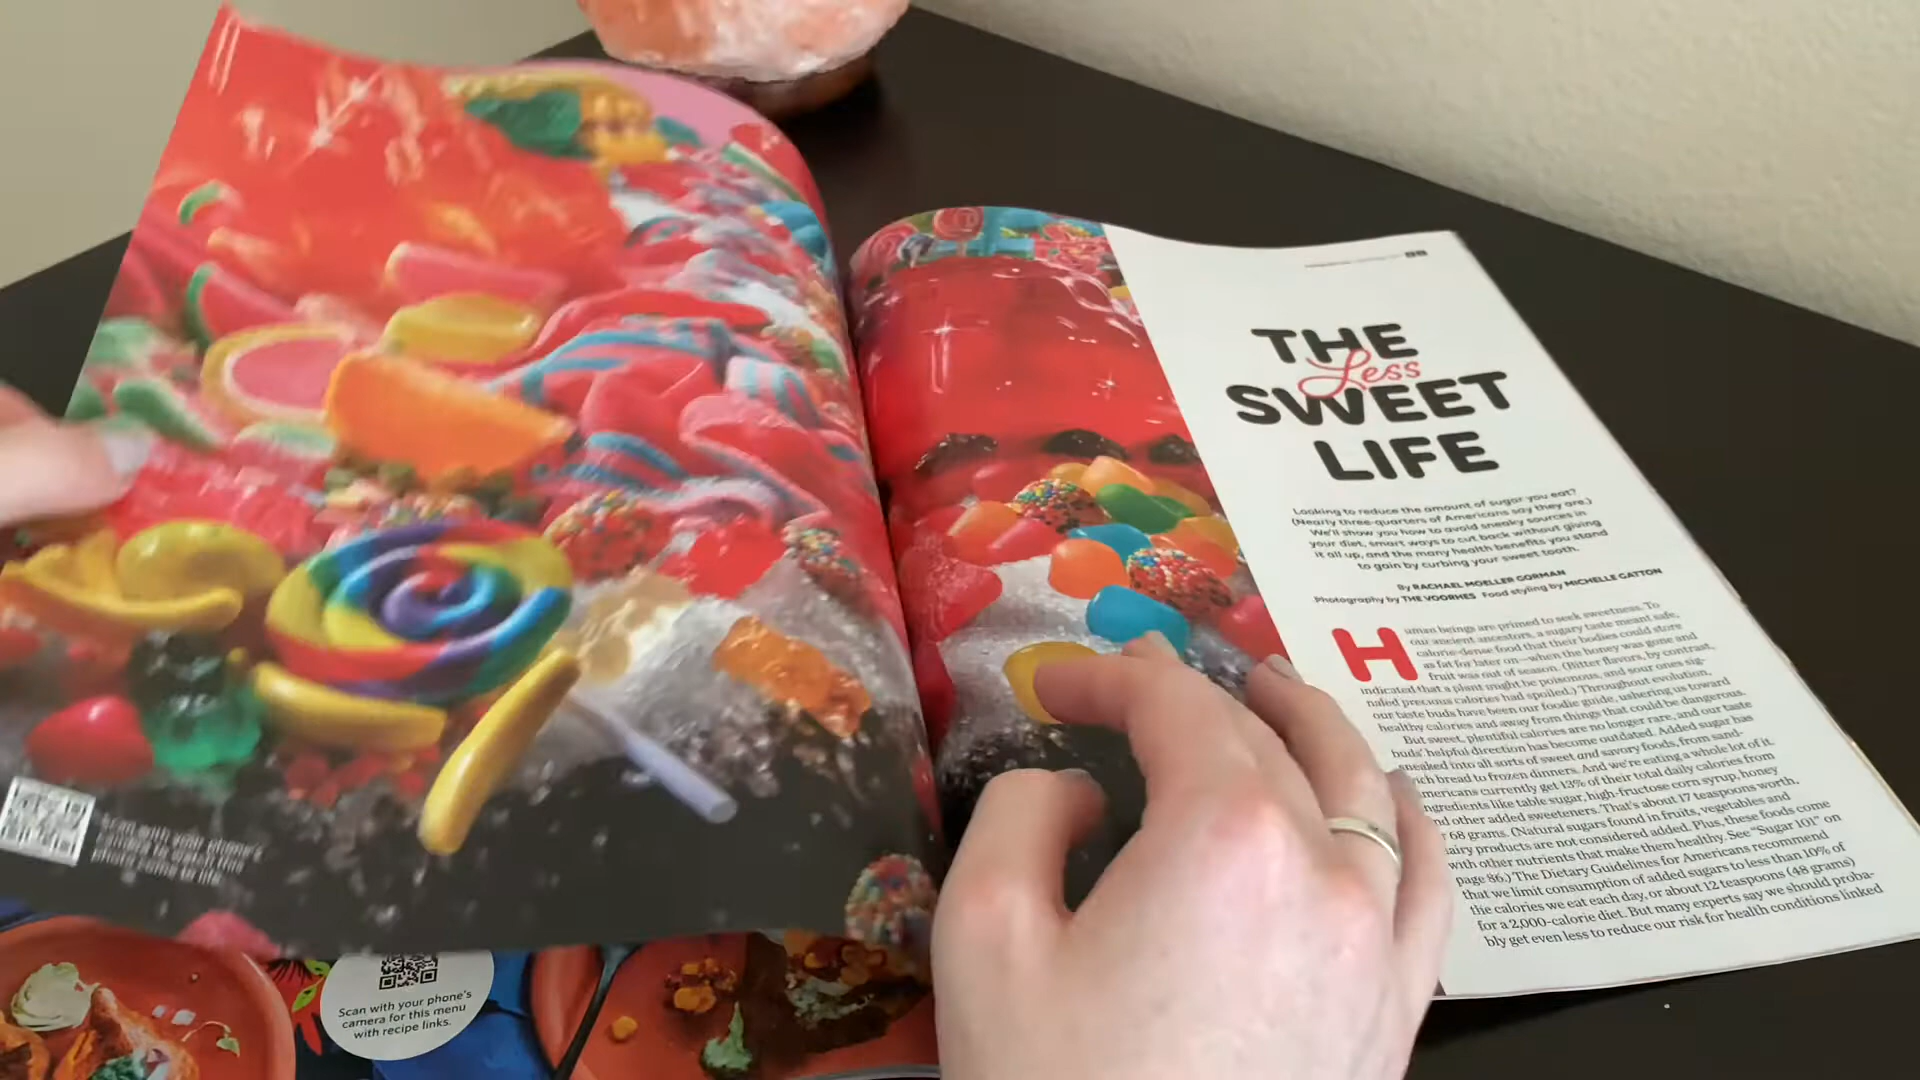 Scan with your phone's
Scan with your phone's
camera for this menu
with recipe links.
THE
Less
SWEET
LIFE
Looking to reduce the amount of sugar you eat?
(Nearly three-quarters of Americans say they are.)
We'll show you how to avoid sneaky sources in
your diet, smart ways to cut back without giving
it all up, and the many health benefits you stand
to gain by curbing your sweet tooth.
By RACHAEL MOELLER GORMAN
Photography by THE VOORHES Food styling by MICHELLE GATTON
Human beings are primed to seek sweetness. To
our ancient ancestors, a sugary taste meant safe,
calorie-dense food that their bodies could store
as fat for later on—when the honey was gone and
fruit was out of season. (Bitter flavors, by contrast,
indicated that a plant might be poisonous, and sour ones sig-
naled precious calories had spoiled.) Throughout evolution,
our taste buds have been our foodie guide, ushering us toward
healthy calories and away from things that could be dangerous.
But sweet, plentiful calories are no longer rare, and our taste
buds' helpful direction has become outdated. Added sugar has
sneaked into all sorts of sweet and savory foods, from sand-
wich bread to frozen dinners. And we're eating a whole lot of it.
mericans currently get 13% of their total daily calories from
ngredients like table sugar, high-fructose corn syrup, honey
nd other added sweeteners. That's about 17 teaspoons worth,
r 68 grams. (Natural sugars found in fruits, vegetables and
airy products are not considered added. Plus, these foods come
with other nutrients that make them healthy. See "Sugar 101" on
page 86.) The Dietary Guidelines for Americans recommend
that we limit consumption of added sugars to less than 10% of
the calories we eat each day, or about 12 teaspoons (48 grams)
for a 2,000-calorie diet. But many experts say we should proba-
bly get even less to reduce our risk for health conditions linked